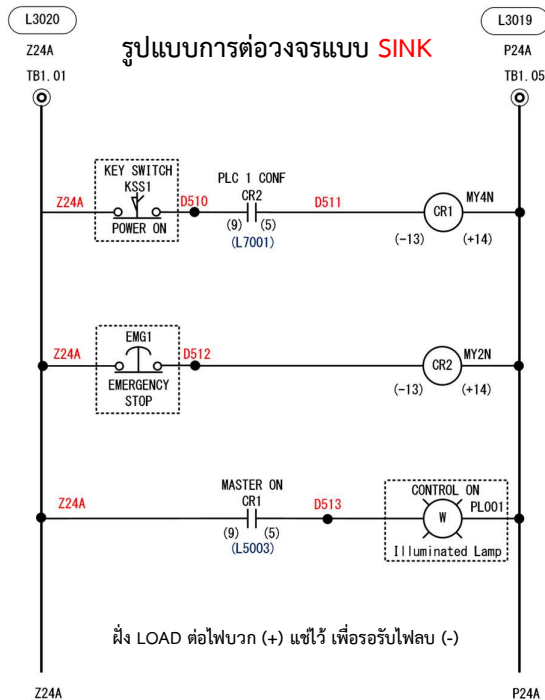 L3020
L3019
Z24A
รูปแบบการต่อวงจรแบบ SINK
P24A
TB1.01
TB1.05
KEY SWITCH
KSS1
PLC 1 CONF
CR2
Z24A
D510
D511
MY4N
CR1
POWER ON
(9) (5)
(L7001)
(-13) (+14)
EMG1
Z24A
D512
MY2N
CR2
EMERGENCY
STOP
(-13) (+14)
MASTER ON
CR1
CONTROL ON
Z24A
D513
PL001
W
(9) (5)
(L5003)
Illuminated Lamp
ฝั่ง LOAD ต่อไฟบวก (+) แช่ไว้ เพื่อรอรับไฟลบ (-)
Z24A
P24A